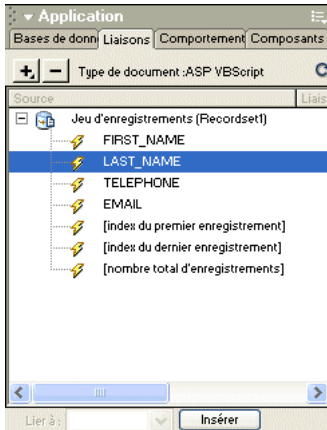 Application
Bases de donn Liaisons Comportement Composants
Type de document :ASP VBScript
Source Liais
Jeu d'enregistrements (Recordset1)
FIRST_NAME
LAST_NAME
TELEPHONE
EMAIL
[index du premier enregistrement]
[index du dernier enregistrement]
[nombre total d'enregistrements]
Lier à : Insérer